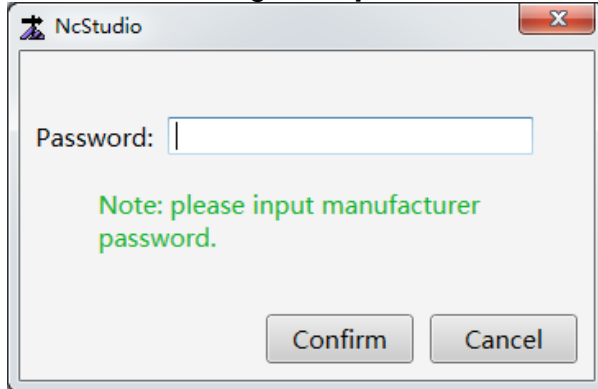 NcStudio
Password:
Note: please input manufacturer
password.
Confirm
Cancel